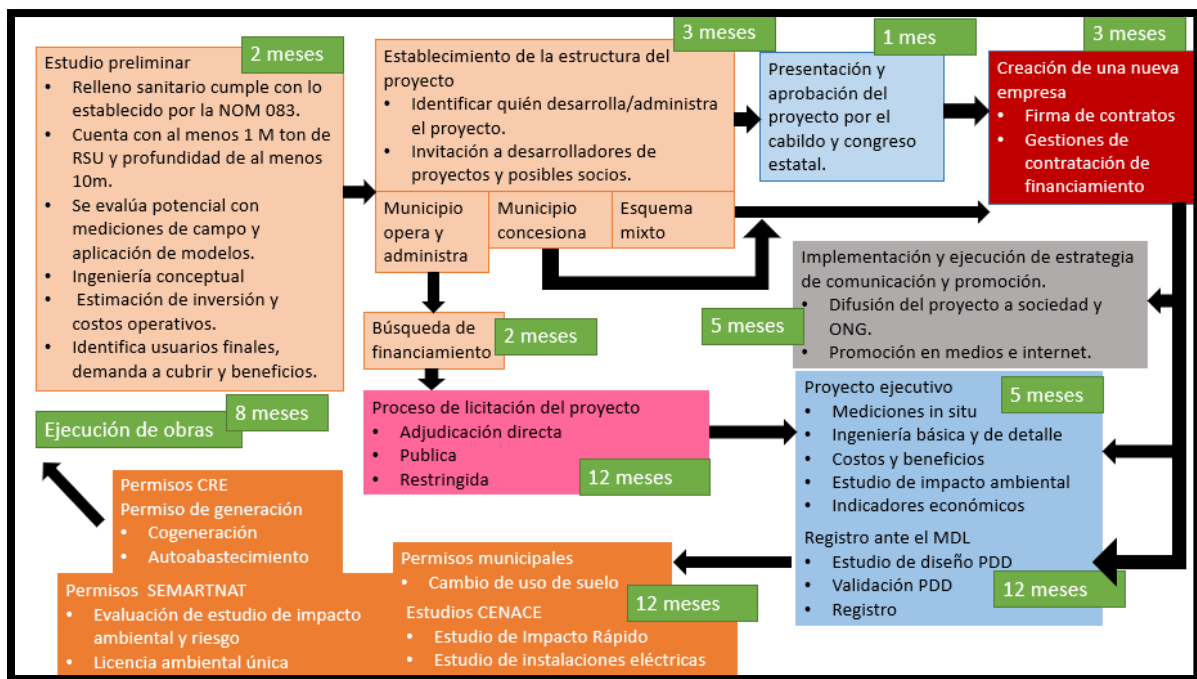 2 meses
Estudio preliminar
• Relleno sanitario cumple con lo
establecido por la NOM 083.
• Cuenta con al menos 1 M ton de
RSU y profundidad de al menos
10m.
• Se evalúa potencial con
mediciones de campo y
aplicación de modelos.
• Ingeniería conceptual
• Estimación de inversión y
costos operativos.
• Identifica usuarios finales,
demanda a cubrir y beneficios.
3 meses
Establecimiento de la estructura del
proyecto
• Identificar quién desarrolla/administra
el proyecto.
• Invitación a desarrolladores de
proyectos y posibles socios.
Municipio
opera y
administra
Municipio
concesiona
Esquema
mixto
1 mes
Presentación y
aprobación del
proyecto por el
cabildo y congreso
estatal.
3 meses
Creación de una nueva
empresa
• Firma de contratos
• Gestiones de
contratación de
financiamiento
Implementación y ejecución de estrategia
de comunicación y promoción.
• Difusión del proyecto a sociedad y
ONG.
• Promoción en medios e internet.
5 meses
Búsqueda de
financiamiento
2 meses
Proceso de licitación del proyecto
• Adjudicación directa
• Publica
• Restringida
12 meses
Proyecto ejecutivo
• Mediciones in situ
• Ingeniería básica y de detalle
• Costos y beneficios
• Estudio de impacto ambiental
• Indicadores económicos
5 meses
Registro ante el MDL
• Estudio de diseño PDD
• Validación PDD
• Registro
12 meses
Permisos municipales
• Cambio de uso de suelo
12 meses
Estudios CENACE
• Estudio de Impacto Rápido
• Estudio de instalaciones eléctricas
Permisos CRE
Permiso de generación
• Cogeneración
• Autoabastecimiento
Permisos SEMARTNAT
• Evaluación de estudio de impacto
ambiental y riesgo
• Licencia ambiental única
8 meses
Ejecución de obras